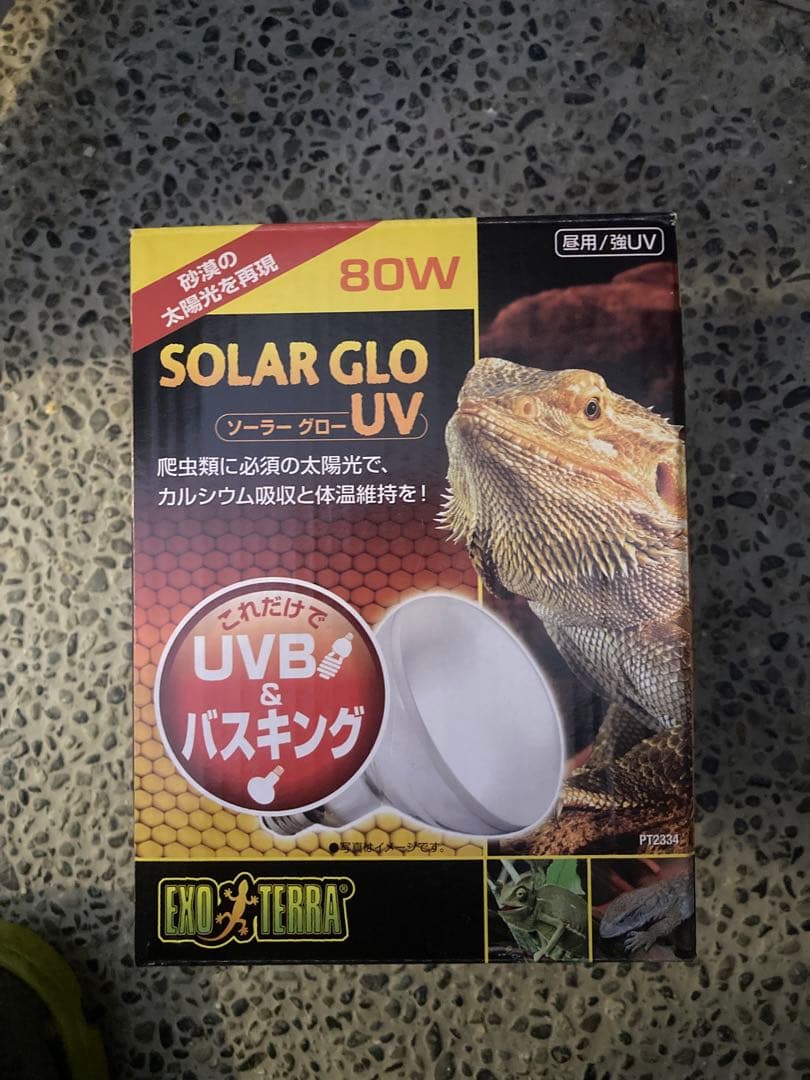 砂漠の
太陽光を再現
80W
昼用/強UV
SOLAR GLO
ソーラー グロー UV
爬虫類に必須の太陽光で、
カルシウム吸収と体温維持を!
これだけで
UVB
&
バスキング
●写真はイメージです。
PT2334
EXO TERRA®